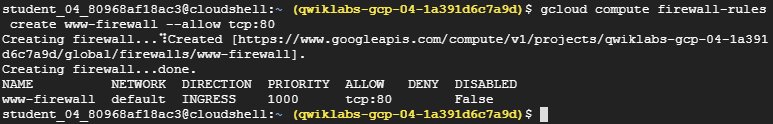 student_04_80968af18ac3@cloudshell:~ (qwiklabs-gcp-04-1a391d6c7a9d)$ gcloud compute firewall-rules
 create www-firewall --allow tcp:80
Creating firewall...⠹Created [https://www.googleapis.com/compute/v1/projects/qwiklabs-gcp-04-1a391
d6c7a9d/global/firewalls/www-firewall].
Creating firewall...done.
NAME          NETWORK  DIRECTION  PRIORITY  ALLOW   DENY  DISABLED
www-firewall  default  INGRESS    1000      tcp:80        False
student_04_80968af18ac3@cloudshell:~ (qwiklabs-gcp-04-1a391d6c7a9d)$